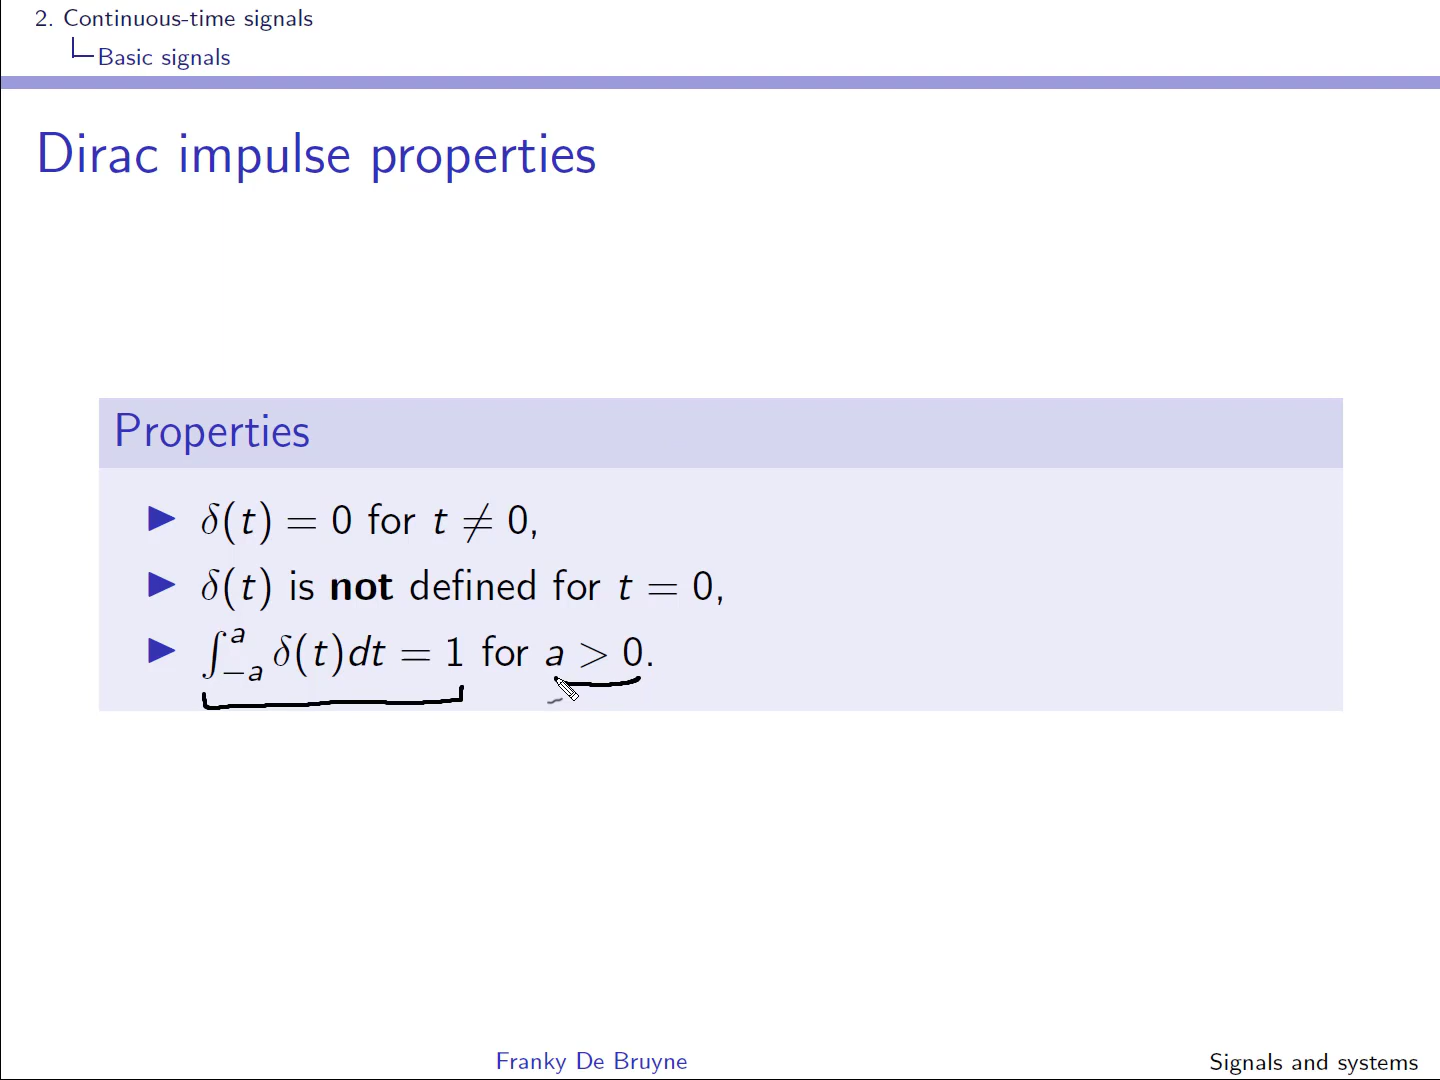 2. Continuous-time signals
Basic signals
Dirac impulse properties
Properties
▶ δ(t) = 0 for t ≠ 0,
▶ δ(t) is not defined for t = 0,
▶ ∫_{-a}^{a} δ(t)dt = 1 for a > 0.
Franky De Bruyne
Signals and systems